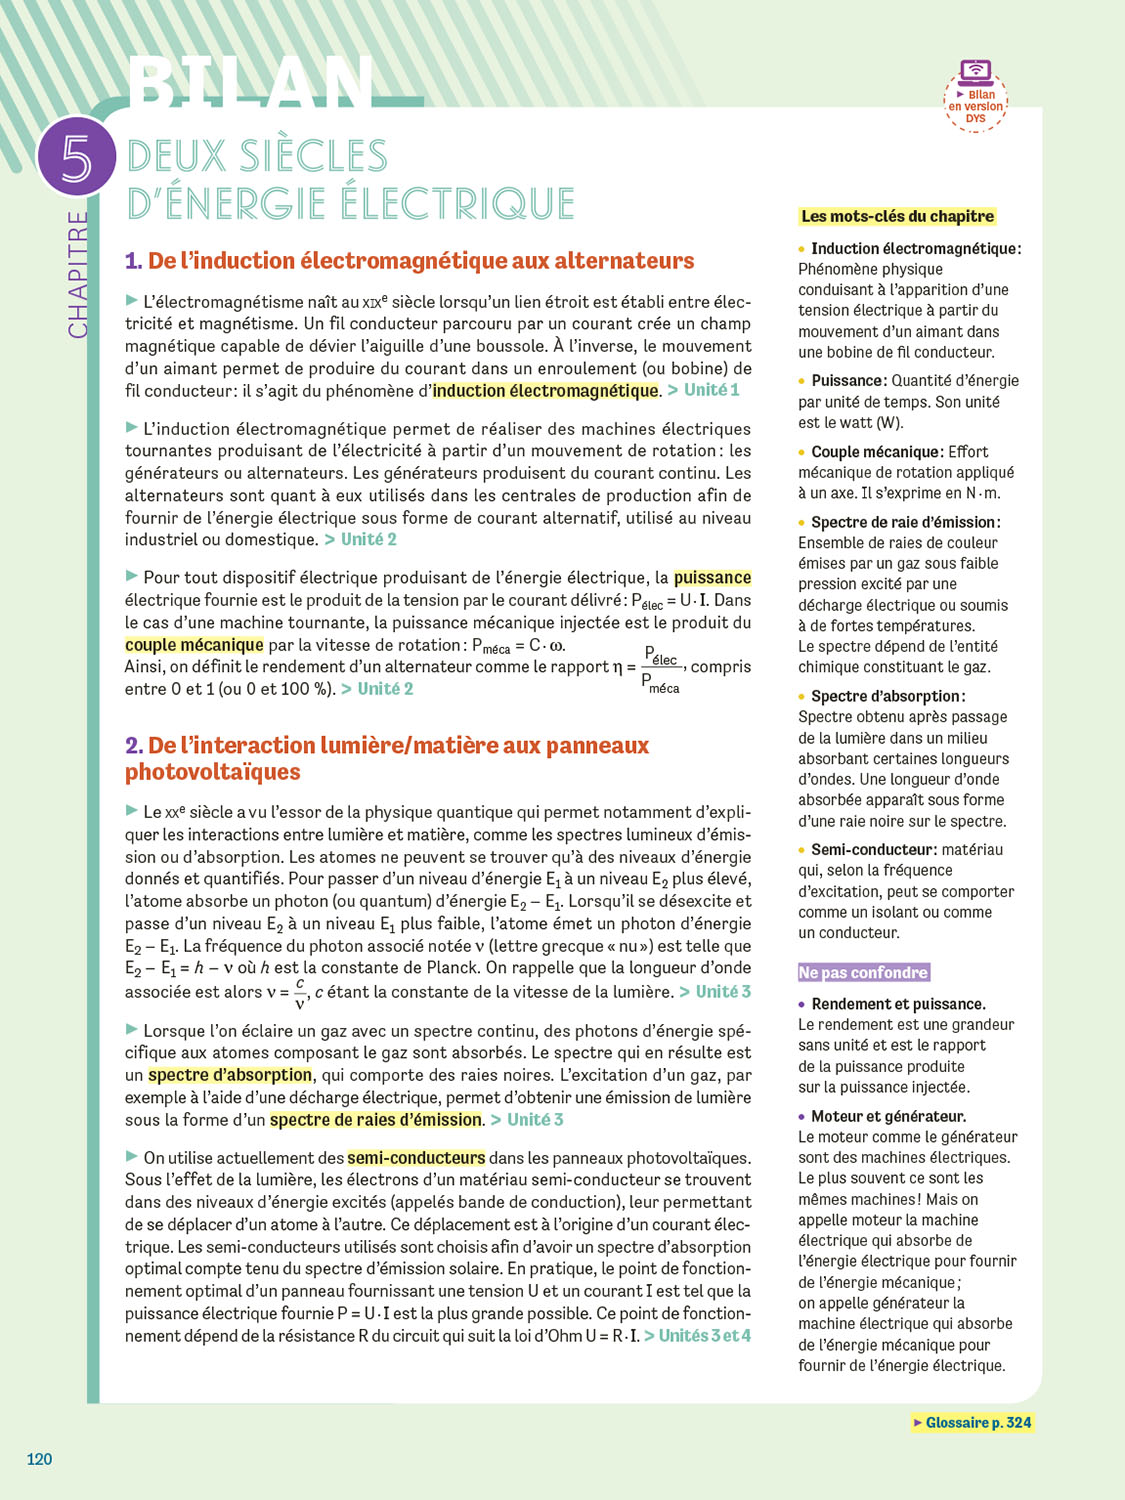 BILAN
▶ Bilan
en version
DYS
CHAPITRE 5
DEUX SIÈCLES
D'ÉNERGIE ÉLECTRIQUE
1. De l'induction électromagnétique aux alternateurs
▶ L'électromagnétisme naît au XIXe siècle lorsqu'un lien étroit est établi entre élec-
tricité et magnétisme. Un fil conducteur parcouru par un courant crée un champ
magnétique capable de dévier l'aiguille d'une boussole. À l'inverse, le mouvement
d'un aimant permet de produire du courant dans un enroulement (ou bobine) de
fil conducteur : il s'agit du phénomène d'induction électromagnétique. > Unité 1
▶ L'induction électromagnétique permet de réaliser des machines électriques
tournantes produisant de l'électricité à partir d'un mouvement de rotation : les
générateurs ou alternateurs. Les générateurs produisent du courant continu. Les
alternateurs sont quant à eux utilisés dans les centrales de production afin de
fournir de l'énergie électrique sous forme de courant alternatif, utilisé au niveau
industriel ou domestique. > Unité 2
▶ Pour tout dispositif électrique produisant de l'énergie électrique, la puissance
électrique fournie est le produit de la tension par le courant délivré : Pélec = U · I. Dans
le cas d'une machine tournante, la puissance mécanique injectée est le produit du
couple mécanique par la vitesse de rotation : Pméca = C · ω.
Ainsi, on définit le rendement d'un alternateur comme le rapport η = Pélec / Pméca, compris
entre 0 et 1 (ou 0 et 100 %). > Unité 2
2. De l'interaction lumière/matière aux panneaux
photovoltaïques
▶ Le XXe siècle a vu l'essor de la physique quantique qui permet notamment d'expli-
quer les interactions entre lumière et matière, comme les spectres lumineux d'émis-
sion ou d'absorption. Les atomes ne peuvent se trouver qu'à des niveaux d'énergie
donnés et quantifiés. Pour passer d'un niveau d'énergie E1 à un niveau E2 plus élevé,
l'atome absorbe un photon (ou quantum) d'énergie E2 – E1. Lorsqu'il se désexcite et
passe d'un niveau E2 à un niveau E1 plus faible, l'atome émet un photon d'énergie
E2 – E1. La fréquence du photon associé notée ν (lettre grecque « nu ») est telle que
E2 – E1 = h – ν où h est la constante de Planck. On rappelle que la longueur d'onde
associée est alors ν = c / ν, c étant la constante de la vitesse de la lumière. > Unité 3
▶ Lorsque l'on éclaire un gaz avec un spectre continu, des photons d'énergie spé-
cifique aux atomes composant le gaz sont absorbés. Le spectre qui en résulte est
un spectre d'absorption, qui comporte des raies noires. L'excitation d'un gaz, par
exemple à l'aide d'une décharge électrique, permet d'obtenir une émission de lumière
sous la forme d'un spectre de raies d'émission. > Unité 3
▶ On utilise actuellement des semi-conducteurs dans les panneaux photovoltaïques.
Sous l'effet de la lumière, les électrons d'un matériau semi-conducteur se trouvent
dans des niveaux d'énergie excités (appelés bande de conduction), leur permettant
de se déplacer d'un atome à l'autre. Ce déplacement est à l'origine d'un courant élec-
trique. Les semi-conducteurs utilisés sont choisis afin d'avoir un spectre d'absorption
optimal compte tenu du spectre d'émission solaire. En pratique, le point de fonction-
nement optimal d'un panneau fournissant une tension U et un courant I est tel que la
puissance électrique fournie P = U · I est la plus grande possible. Ce point de fonction-
nement dépend de la résistance R du circuit qui suit la loi d'Ohm U = R · I. > Unités 3 et 4
Les mots-clés du chapitre
• Induction électromagnétique :
Phénomène physique
conduisant à l'apparition d'une
tension électrique à partir du
mouvement d'un aimant dans
une bobine de fil conducteur.
• Puissance : Quantité d'énergie
par unité de temps. Son unité
est le watt (W).
• Couple mécanique : Effort
mécanique de rotation appliqué
à un axe. Il s'exprime en N · m.
• Spectre de raie d'émission :
Ensemble de raies de couleur
émises par un gaz sous faible
pression excité par une
décharge électrique ou soumis
à de fortes températures.
Le spectre dépend de l'entité
chimique constituant le gaz.
• Spectre d'absorption :
Spectre obtenu après passage
de la lumière dans un milieu
absorbant certaines longueurs
d'ondes. Une longueur d'onde
absorbée apparaît sous forme
d'une raie noire sur le spectre.
• Semi-conducteur : matériau
qui, selon la fréquence
d'excitation, peut se comporter
comme un isolant ou comme
un conducteur.
Ne pas confondre
• Rendement et puissance.
Le rendement est une grandeur
sans unité et est le rapport
de la puissance produite
sur la puissance injectée.
• Moteur et générateur.
Le moteur comme le générateur
sont des machines électriques.
Le plus souvent ce sont les
mêmes machines ! Mais on
appelle moteur la machine
électrique qui absorbe de
l'énergie électrique pour fournir
de l'énergie mécanique ;
on appelle générateur la
machine électrique qui absorbe
de l'énergie mécanique pour
fournir de l'énergie électrique.
▶ Glossaire p. 324
120